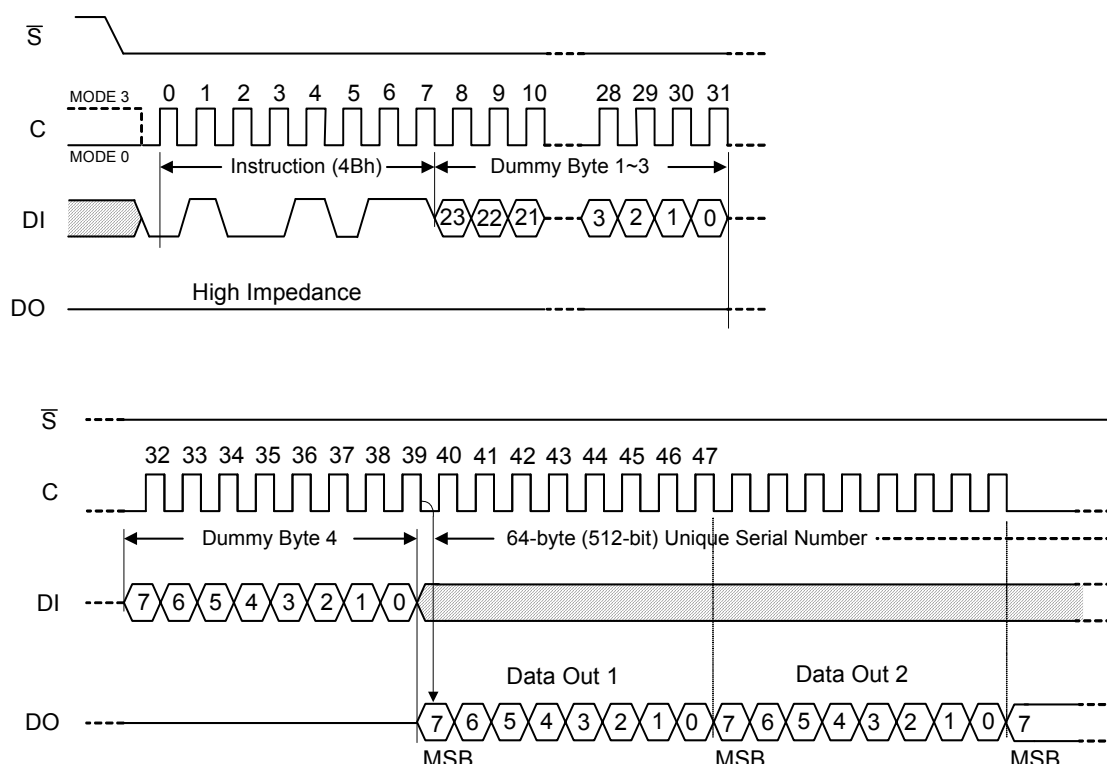 S̅
MODE 3 0 1 2 3 4 5 6 7 8 9 10 28 29 30 31
C
MODE 0
Instruction (4Bh) Dummy Byte 1~3
DI 23 22 21 3 2 1 0
High Impedance
DO
S̅
32 33 34 35 36 37 38 39 40 41 42 43 44 45 46 47
C
Dummy Byte 4 64-byte (512-bit) Unique Serial Number
DI 7 6 5 4 3 2 1 0
Data Out 1 Data Out 2
DO 7 6 5 4 3 2 1 0 7 6 5 4 3 2 1 0 7
MSB MSB MSB